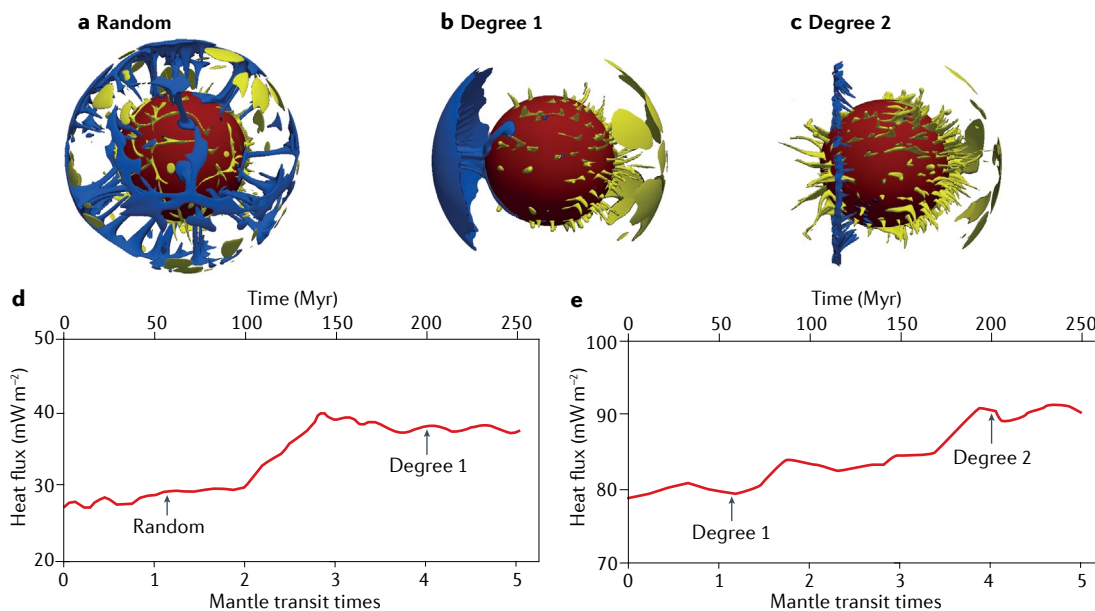 a Random
b Degree 1
c Degree 2
d
Time (Myr)
0 50 100 150 200 250
50
40
30
20
Heat flux (mW m⁻²)
Random
Degree 1
0 1 2 3 4 5
Mantle transit times
e
Time (Myr)
0 50 100 150 200 250
100
90
80
70
Heat flux (mW m⁻²)
Degree 1
Degree 2
0 1 2 3 4 5
Mantle transit times